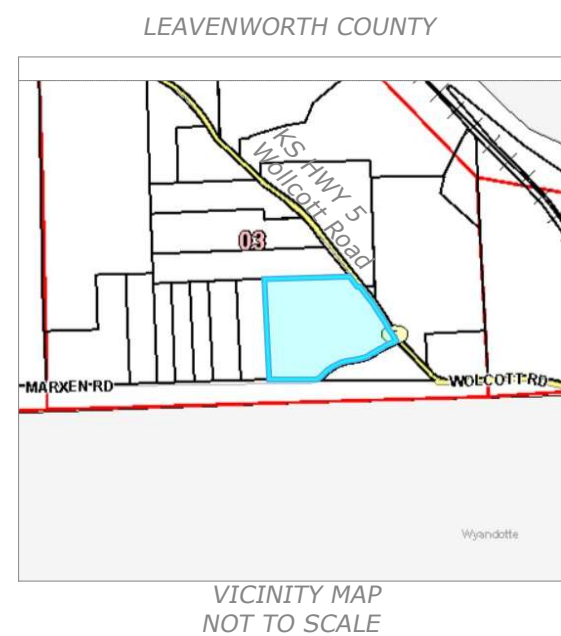 LEAVENWORTH COUNTY
KS HWY 5
Wollcott Road
03
MARXEN RD
WOLCOTT RD
Wyandotte
VICINITY MAP
NOT TO SCALE